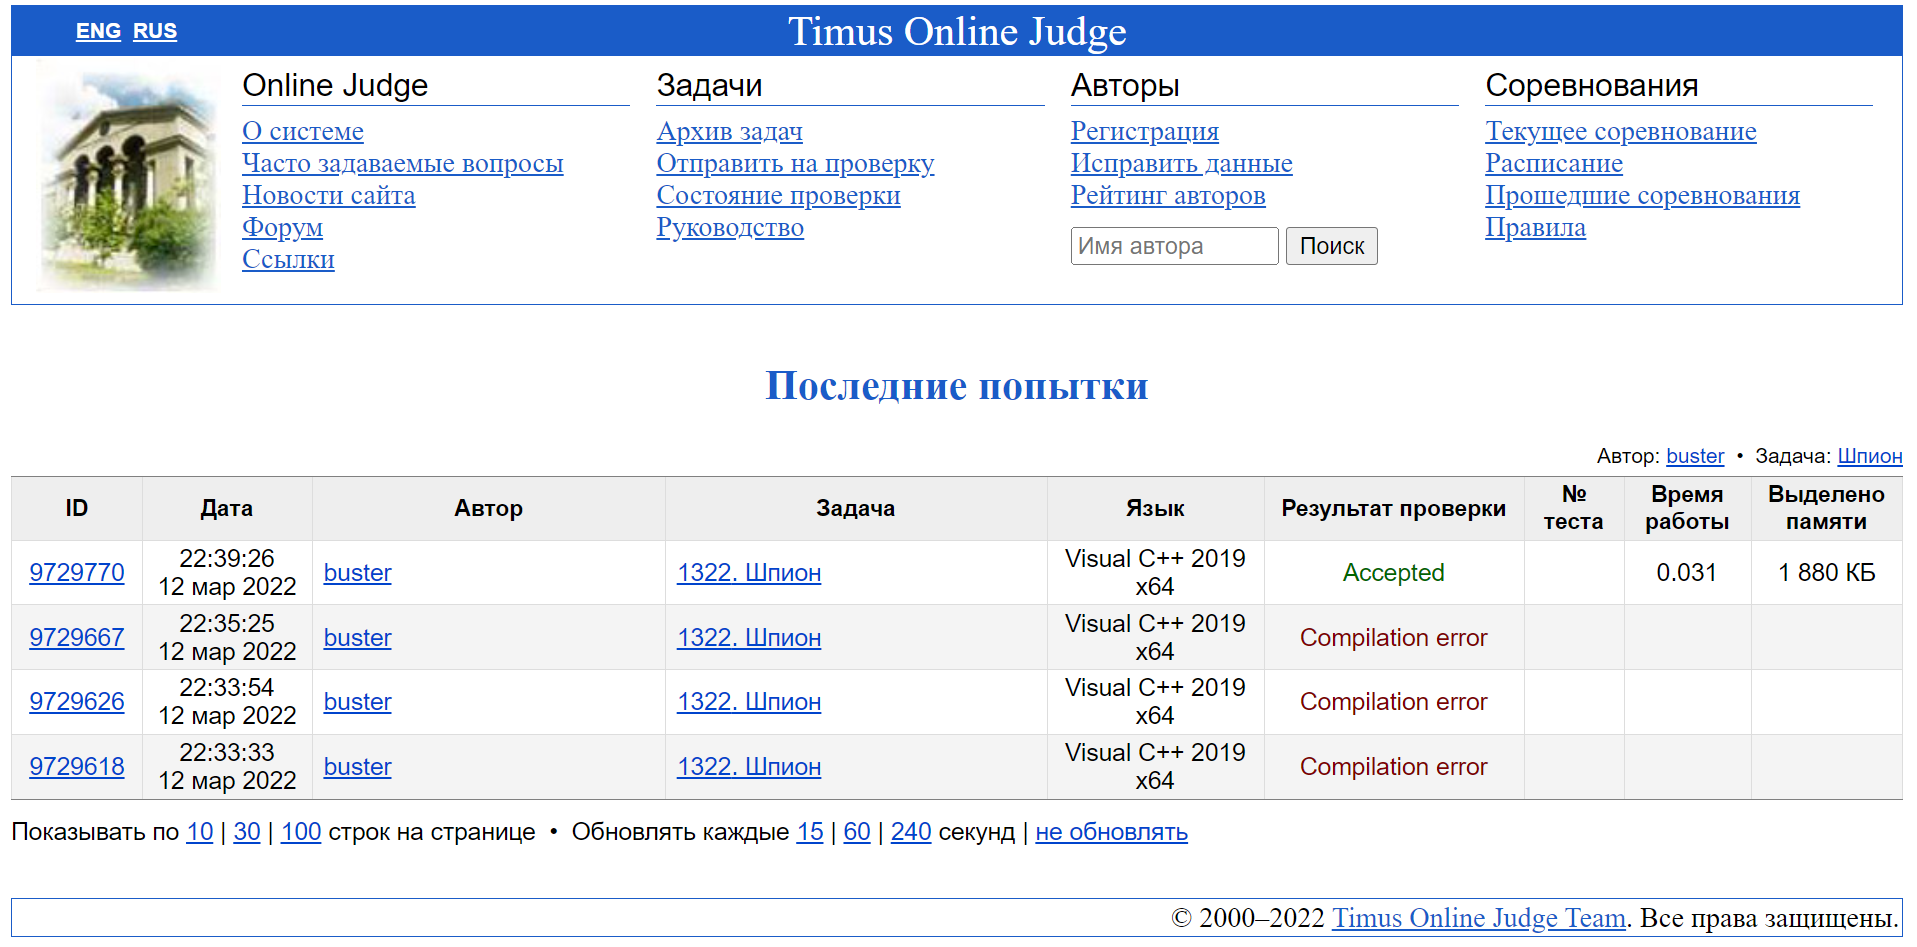 ENG RUS
Timus Online Judge
Online Judge
О системе
Часто задаваемые вопросы
Новости сайта
Форум
Ссылки
Задачи
Архив задач
Отправить на проверку
Состояние проверки
Руководство
Авторы
Регистрация
Исправить данные
Рейтинг авторов
Имя автора Поиск
Соревнования
Текущее соревнование
Расписание
Прошедшие соревнования
Правила
Последние попытки
Автор: buster • Задача: Шпион
ID Дата Автор Задача Язык Результат проверки № теста Время работы Выделено памяти
9729770 22:39:26 12 мар 2022 buster 1322. Шпион Visual C++ 2019 x64 Accepted 0.031 1 880 КБ
9729667 22:35:25 12 мар 2022 buster 1322. Шпион Visual C++ 2019 x64 Compilation error
9729626 22:33:54 12 мар 2022 buster 1322. Шпион Visual C++ 2019 x64 Compilation error
9729618 22:33:33 12 мар 2022 buster 1322. Шпион Visual C++ 2019 x64 Compilation error
Показывать по 10 | 30 | 100 строк на странице • Обновлять каждые 15 | 60 | 240 секунд | не обновлять
© 2000–2022 Timus Online Judge Team. Все права защищены.